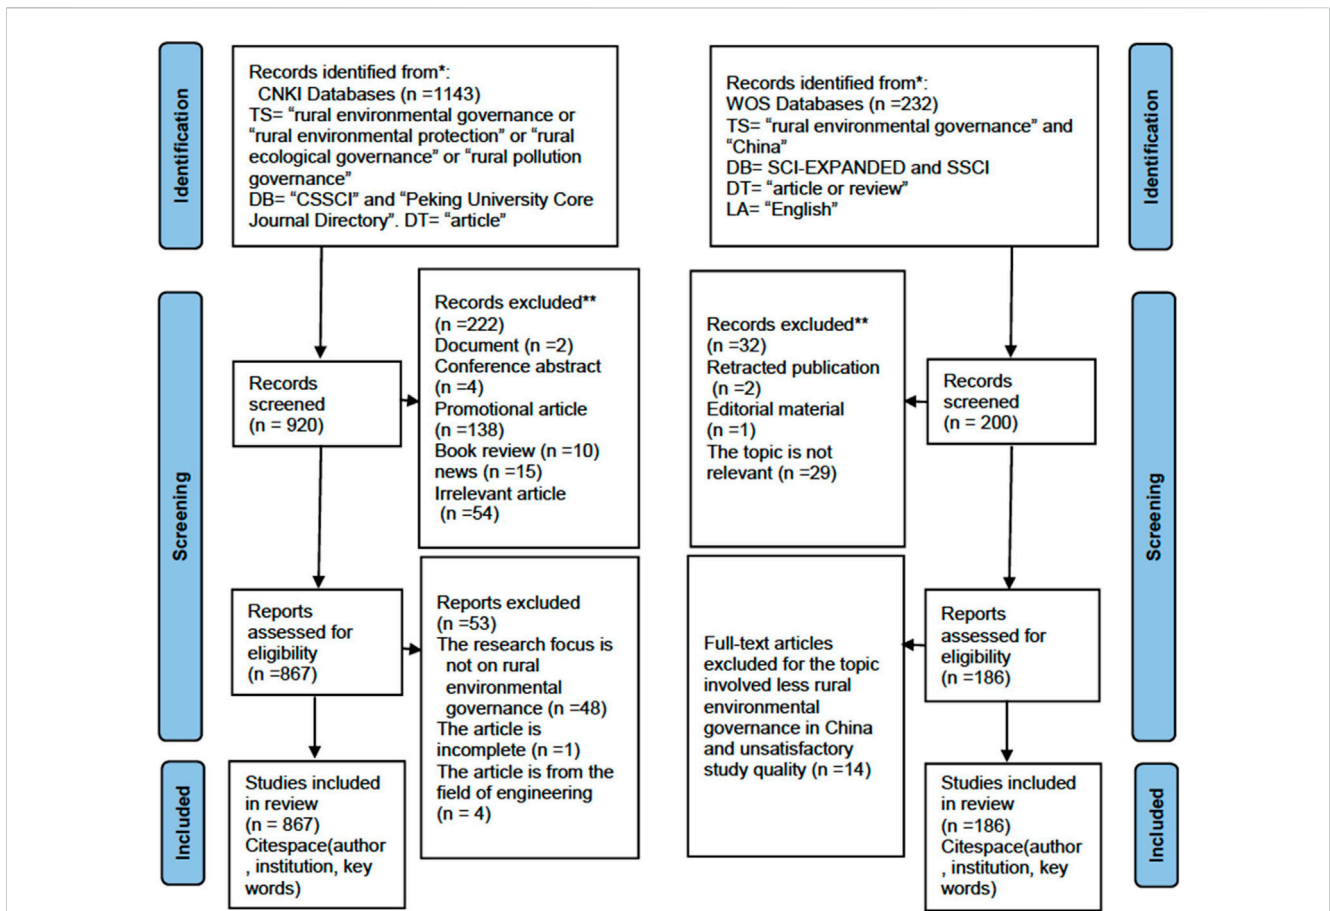 Identification
Records identified from*:
CNKI Databases (n =1143)
TS= “rural environmental governance or
“rural environmental protection” or “rural
ecological governance” or “rural pollution
governance”
DB= “CSSCI” and “Peking University Core
Journal Directory”. DT= “article”
Records identified from*:
WOS Databases (n =232)
TS= “rural environmental governance” and
“China”
DB= SCI-EXPANDED and SSCI
DT= “article or review”
LA= “English”
Identification
Screening
Records
screened
(n = 920)
Records excluded**
(n =222)
Document (n =2)
Conference abstract
(n =4)
Promotional article
(n =138)
Book review (n =10)
news (n =15)
Irrelevant article
(n =54)
Records excluded**
(n =32)
Retracted publication
(n =2)
Editorial material
(n =1)
The topic is not
relevant (n =29)
Records
screened
(n = 200)
Screening
Reports
assessed for
eligibility
(n =867)
Reports excluded
(n =53)
The research focus is
not on rural
environmental
governance (n =48)
The article is
incomplete (n =1)
The article is from the
field of engineering
(n = 4)
Full-text articles
excluded for the topic
involved less rural
environmental
governance in China
and unsatisfactory
study quality (n =14)
Reports
assessed for
eligibility
(n =186)
Included
Studies included
in review
(n = 867)
Citespace(author
, institution, key
words)
Studies included
in review
(n =186)
Citespace(author
, institution, key
words)
Included